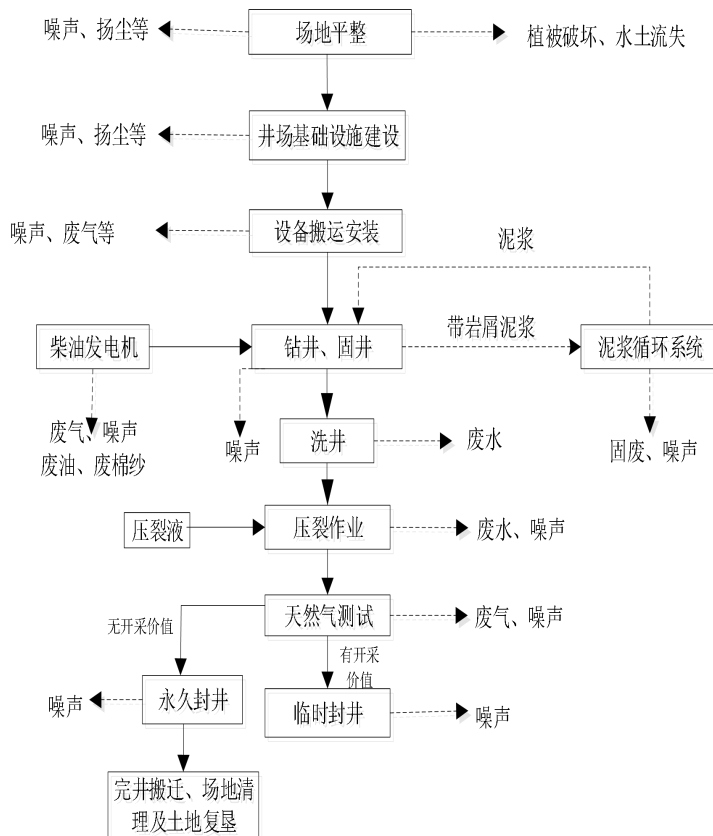 噪声、扬尘等
场地平整
植被破坏、水土流失
噪声、扬尘等
井场基础设施建设
噪声、废气等
设备搬运安装
泥浆
带岩屑泥浆
柴油发电机
钻井、固井
泥浆循环系统
废气、噪声
废油、废棉纱
噪声
洗井
废水
固废、噪声
压裂液
压裂作业
废水、噪声
无开采价值
天然气测试
废气、噪声
有开采
价值
噪声
永久封井
临时封井
噪声
完井搬迁、场地清
理及土地复垦